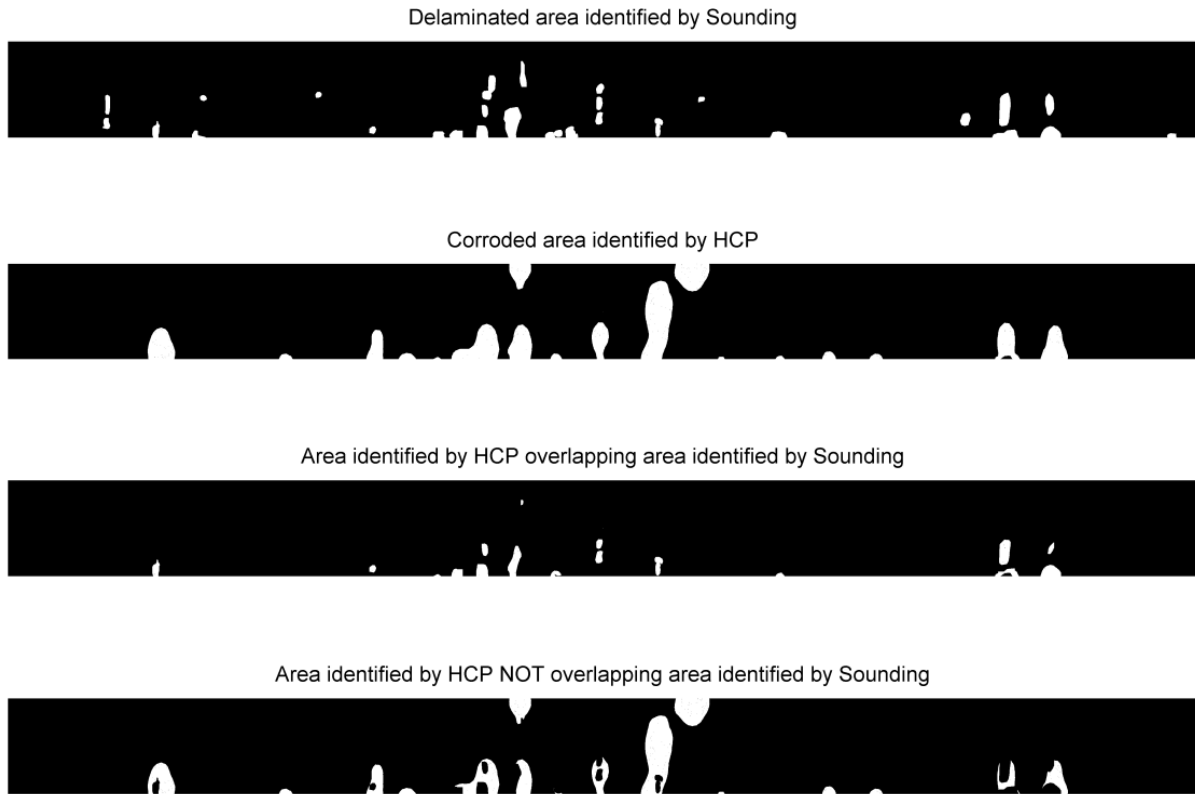 Delaminated area identified by Sounding
Corroded area identified by HCP
Area identified by HCP overlapping area identified by Sounding
Area identified by HCP NOT overlapping area identified by Sounding